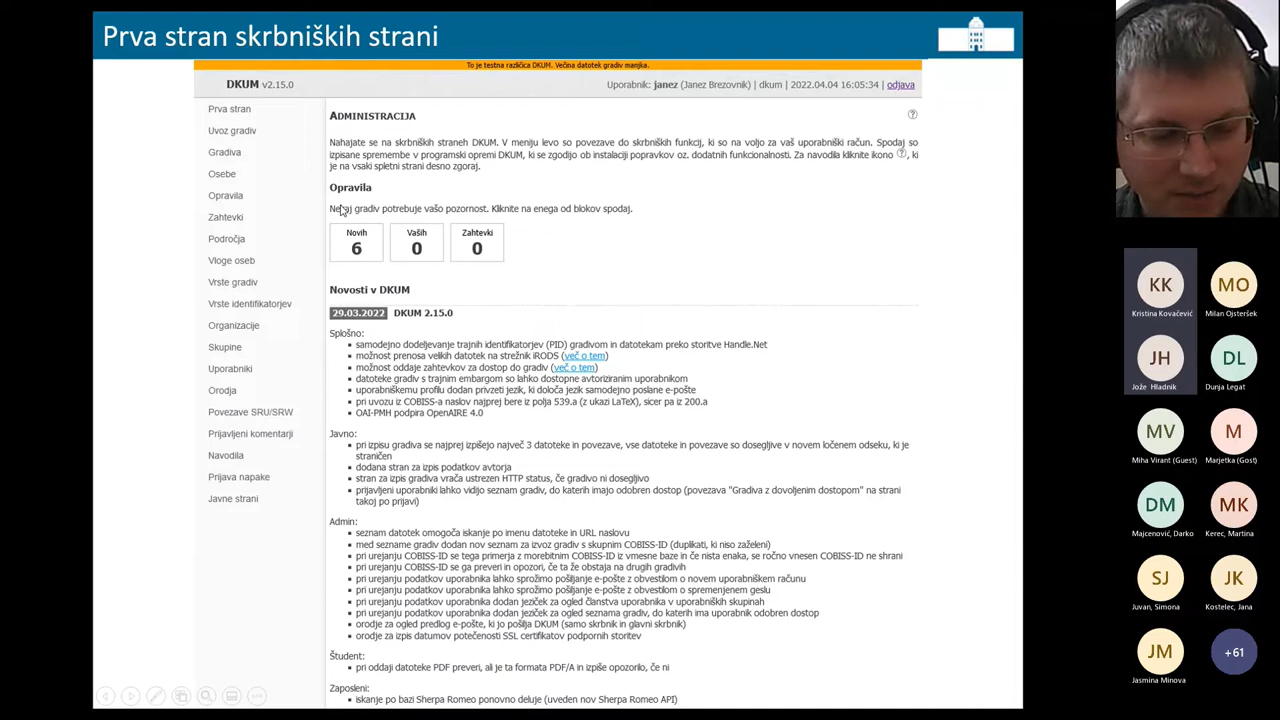 Prva stran skrbniških strani
To je testna različica DKUM. Večina datotek gradiv manjka.
DKUM v2.15.0
Uporabnik: janez (Janez Brezovnik) | dkum | 2022.04.04 | 16:05:34 | odjava
Prva stran
Uvoz gradiv
Gradiva
Osebe
Opravila
Zahtevki
Področja
Vloge oseb
Vrste gradiv
Vrste identifikatorjev
Organizacije
Skupine
Uporabniki
Orodja
Povezave SRU/SRW
Prijavljeni komentarji
Navodila
Prijava napake
Javne strani
ADMINISTRACIJA
Nahajate se na skrbniških straneh DKUM. V meniju levo so povezave do skrbniških funkcij, ki so na voljo za vaš uporabniški račun. Spodaj so
izpisane spremembe v programski opremi DKUM, ki se zgodijo ob instalaciji popravkov oz. dodatnih funkcionalnosti. Za navodila kliknite ikono ?, ki
je na vsaki spletni strani desno zgoraj.
Opravila
Nekaj gradiv potrebuje vašo pozornost. Kliknite na enega od blokov spodaj.
Novih
6
Vaših
0
Zahtevki
0
Novosti v DKUM
29.03.2022 DKUM 2.15.0
Splošno:
samodejno dodeljevanje trajnih identifikatorjev (PID) gradivom in datotekam preko storitve Handle.Net
možnost prenosa velikih datotek na strežnik iRODS (več o tem)
možnost oddaje zahtevkov za dostop do gradiv (več o tem)
datoteke gradiv s trajnim embargom so lahko dostopne avtoriziranim uporabnikom
uporabniškemu profilu dodan privzeti jezik, ki določa jezik samodejno poslane e-pošte
pri uvozu iz COBISS-a naslov najprej bere iz polja 539.a (z ukazi LaTeX), sicer pa iz 200.a
OAI-PMH podpira OpenAIRE 4.0
Javno:
pri izpisu gradiva se najprej izpišejo največ 3 datoteke in povezave, vse datoteke in povezave so dosegljive v novem ločenem odseku, ki je
straničen
dodana stran za izpis podatkov avtorja
stran za izpis gradiva vrača ustrezen HTTP status, če gradivo ni dosegljivo
prijavljeni uporabniki lahko vidijo seznam gradiv, do katerih imajo odobren dostop (povezava "Gradiva z dovoljenim dostopom" na strani
takoj po prijavi)
Admin:
seznam datotek omogoča iskanje po imenu datoteke in URL naslovu
med sezname gradiv dodan nov seznam za izvoz gradiv s skupnim COBISS-ID (duplikati, ki niso zaželeni)
pri urejanju COBISS-ID se tega primerja z morebitnim COBISS-ID iz vmesne baze in če nista enaka, se ročno vnesen COBISS-ID ne shrani
pri urejanju COBISS-ID se ga preveri in opozori, če ta že obstaja na drugih gradivih
pri urejanju podatkov uporabnika lahko sprožimo pošiljanje e-pošte z obvestilom o novem uporabniškem računu
pri urejanju podatkov uporabnika lahko sprožimo pošiljanje e-pošte z obvestilom o spremenjenem geslu
pri urejanju podatkov uporabnika dodan jeziček za ogled članstva uporabnika v uporabniških skupinah
pri urejanju podatkov uporabnika dodan jeziček za ogled seznama gradiv, do katerih ima uporabnik odobren dostop
orodje za ogled predlog e-pošte, ki jo pošilja DKUM (samo skrbnik in glavni skrbnik)
orodje za izpis datumov potečenosti SSL certifikatov podpornih storitev
Študent:
pri oddaji datoteke PDF preveri, ali je ta formata PDF/A in izpiše opozorilo, če ni
Zaposleni:
iskanje po bazi Sherpa Romeo ponovno deluje (uveden nov Sherpa Romeo API)
KK
Kristina Kovačević
MO
Milan Ojsteršek
JH
Jože Hladnik
DL
Dunja Legat
MV
Miha Virant (Guest)
M
Marjetka (Gost)
DM
Majcenovič, Darko
MK
Kerec, Martina
SJ
Juvan, Simona
JK
Kostelec, Jana
JM
Jasmina Minova
+61